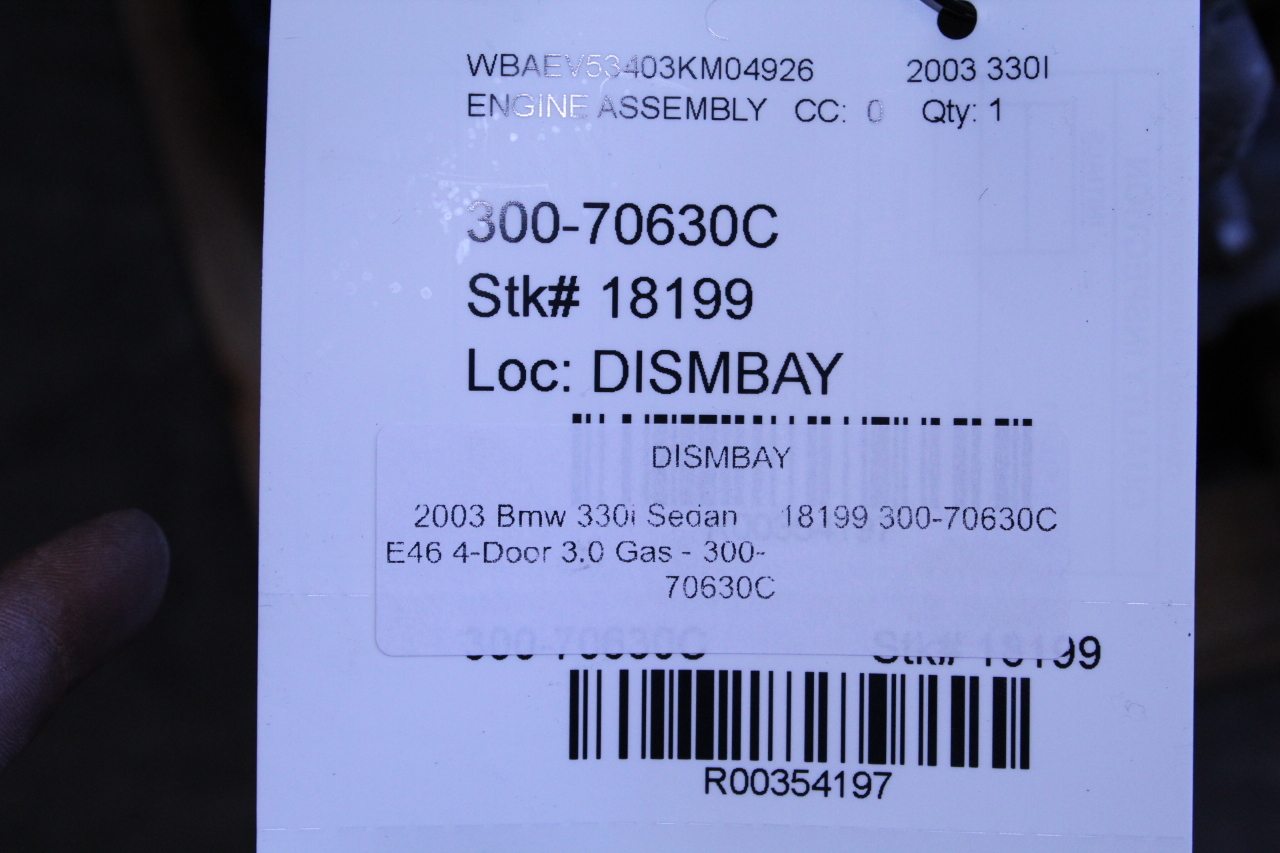 WBAEV53403KM04926 2003 330I
ENGINE ASSEMBLY CC: 0 Qty: 1
300-70630C
Stk# 18199
Loc: DISMBAY
DISMBAY
2003 Bmw 330i Sedan 18199 300-70630C
E46 4-Door 3.0 Gas - 300-
70630C
300-70630C Stk# 18199
R00354197